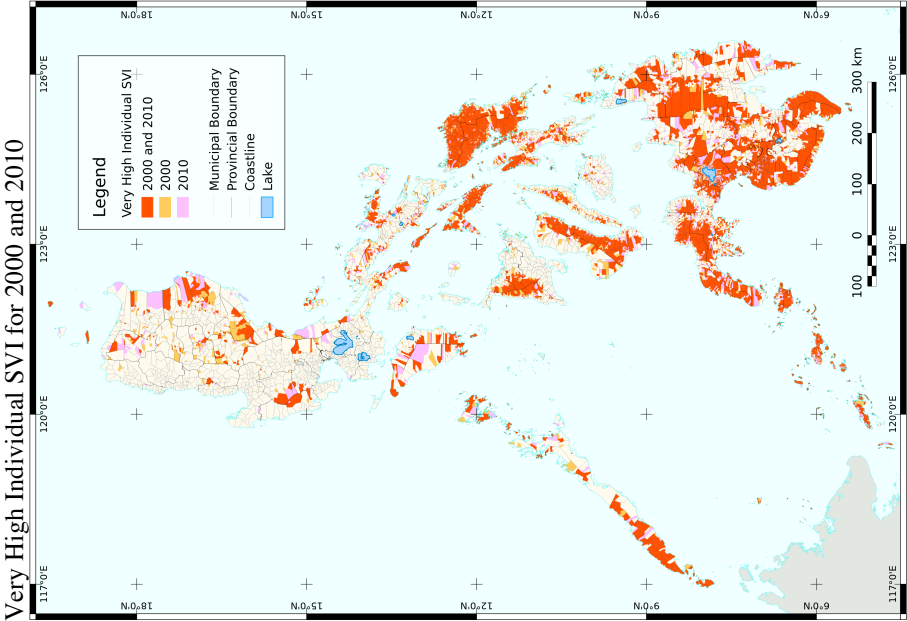 Very High Individual SVI for 2000 and 2010
117°0'E
120°0'E
123°0'E
126°0'E
18°0'N
18°0'N
15°0'N
15°0'N
12°0'N
12°0'N
9°0'N
9°0'N
6°0'N
6°0'N
Legend
Very High Individual SVI
2000 and 2010
2000
2010
Municipal Boundary
Provincial Boundary
Coastline
Lake
100 0 100 200 300 km
117°0'E
120°0'E
123°0'E
126°0'E